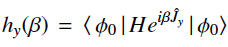 h_y(β) = ⟨ϕ_0 | H e^{iβĴ_y} | ϕ_0⟩